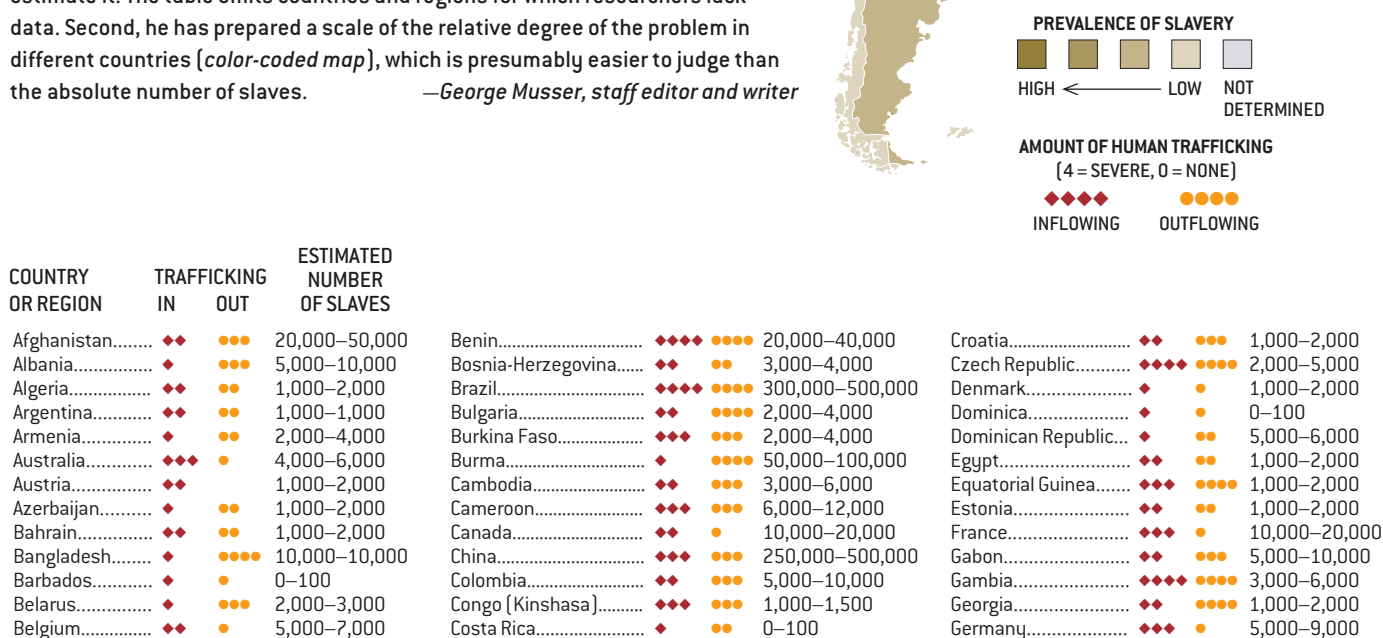 data. Second, he has prepared a scale of the relative degree of the problem in
different countries (color-coded map), which is presumably easier to judge than
the absolute number of slaves. —George Musser, staff editor and writer
PREVALENCE OF SLAVERY
HIGH LOW NOT DETERMINED
AMOUNT OF HUMAN TRAFFICKING
(4 = SEVERE, 0 = NONE)
INFLOWING OUTFLOWING
COUNTRY OR REGION
TRAFFICKING
IN OUT
ESTIMATED NUMBER OF SLAVES
Afghanistan........ ◆◆ ●●● 20,000–50,000
Albania............... ◆ ●●● 5,000–10,000
Algeria................ ◆◆ ●● 1,000–2,000
Argentina............ ◆◆ ●● 1,000–1,000
Armenia.............. ◆ ●● 2,000–4,000
Australia............. ◆◆◆ ● 4,000–6,000
Austria................ ◆◆ 1,000–2,000
Azerbaijan........... ◆ ●● 1,000–2,000
Bahrain............... ◆◆ ●● 1,000–2,000
Bangladesh......... ◆ ●●●● 10,000–10,000
Barbados............. ◆ ● 0–100
Belarus................ ◆ ●●● 2,000–3,000
Belgium............... ◆◆ ● 5,000–7,000
Benin.................................. ◆◆◆◆ ●●●● 20,000–40,000
Bosnia-Herzegovina...... ◆◆ ●● 3,000–4,000
Brazil.................................. ◆◆◆◆ ●●●● 300,000–500,000
Bulgaria.............................. ◆◆ ●●●● 2,000–4,000
Burkina Faso...................... ◆◆◆ ●●● 2,000–4,000
Burma................................. ◆ ●●●● 50,000–100,000
Cambodia........................... ◆◆ ●●● 3,000–6,000
Cameroon........................... ◆◆◆ ●●● 6,000–12,000
Canada................................ ◆◆ ● 10,000–20,000
China................................... ◆◆◆ ●●● 250,000–500,000
Colombia............................. ◆◆ ●●● 5,000–10,000
Congo (Kinshasa)......... ◆◆◆ ●●● 1,000–1,500
Costa Rica.......................... ◆ ●● 0–100
Croatia............................... ◆◆ ●●● 1,000–2,000
Czech Republic........... ◆◆◆◆ ●●●● 2,000–5,000
Denmark............................ ◆ ● 1,000–2,000
Dominica........................... ◆ ● 0–100
Dominican Republic... ◆ ●● 5,000–6,000
Egypt.................................. ◆◆ ●● 1,000–2,000
Equatorial Guinea....... ◆◆◆ ●●●● 1,000–2,000
Estonia............................... ◆◆ ●● 1,000–2,000
France................................ ◆◆◆ ● 10,000–20,000
Gabon................................. ◆◆ ●●● 5,000–10,000
Gambia............................... ◆◆◆◆ ●●●● 3,000–6,000
Georgia............................... ◆◆ ●●●● 1,000–2,000
Germany............................. ◆◆◆ ● 5,000–9,000